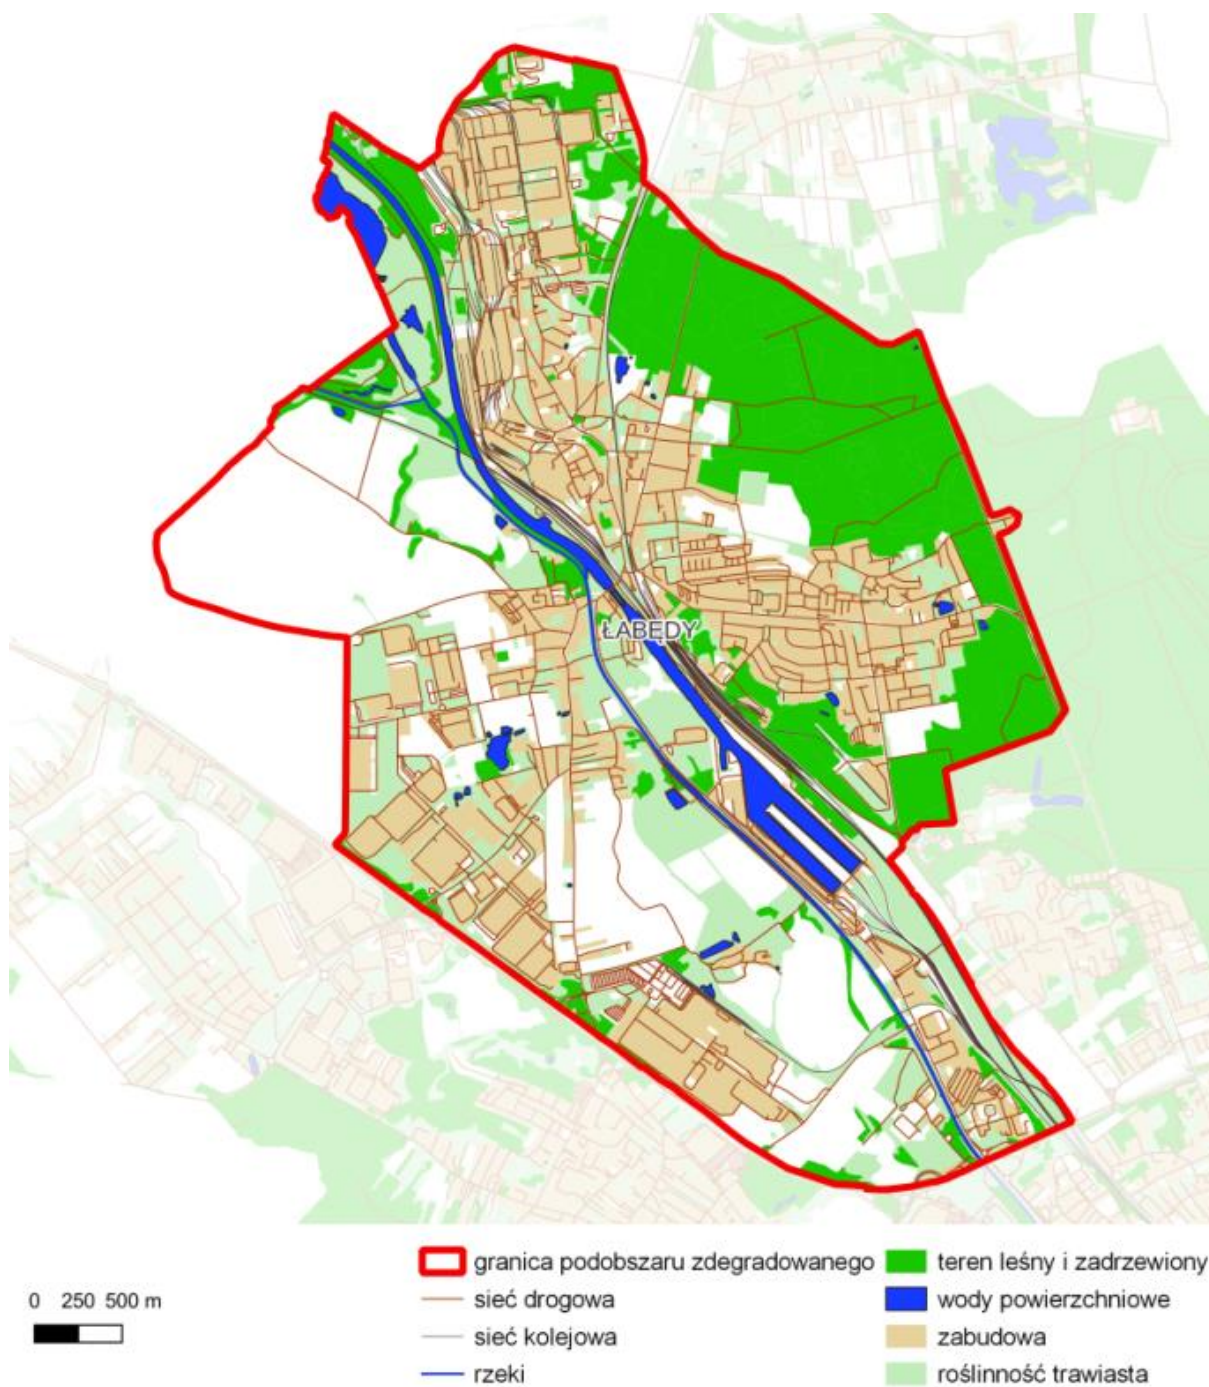 ŁABĘDY
granica podobszaru zdegradowanego
teren leśny i zadrzewiony
0 250 500 m
sieć drogowa
wody powierzchniowe
sieć kolejowa
zabudowa
rzeki
roślinność trawiasta